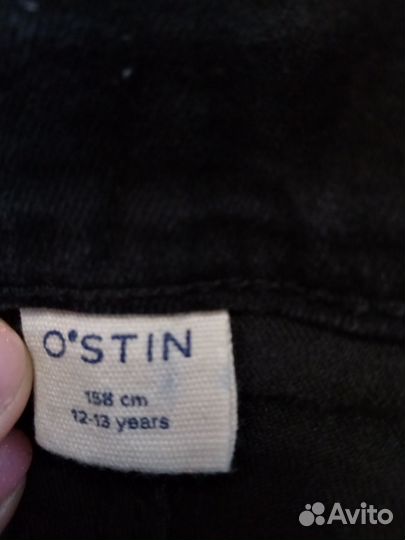 O'STIN
158 cm
12-13 years
Avito